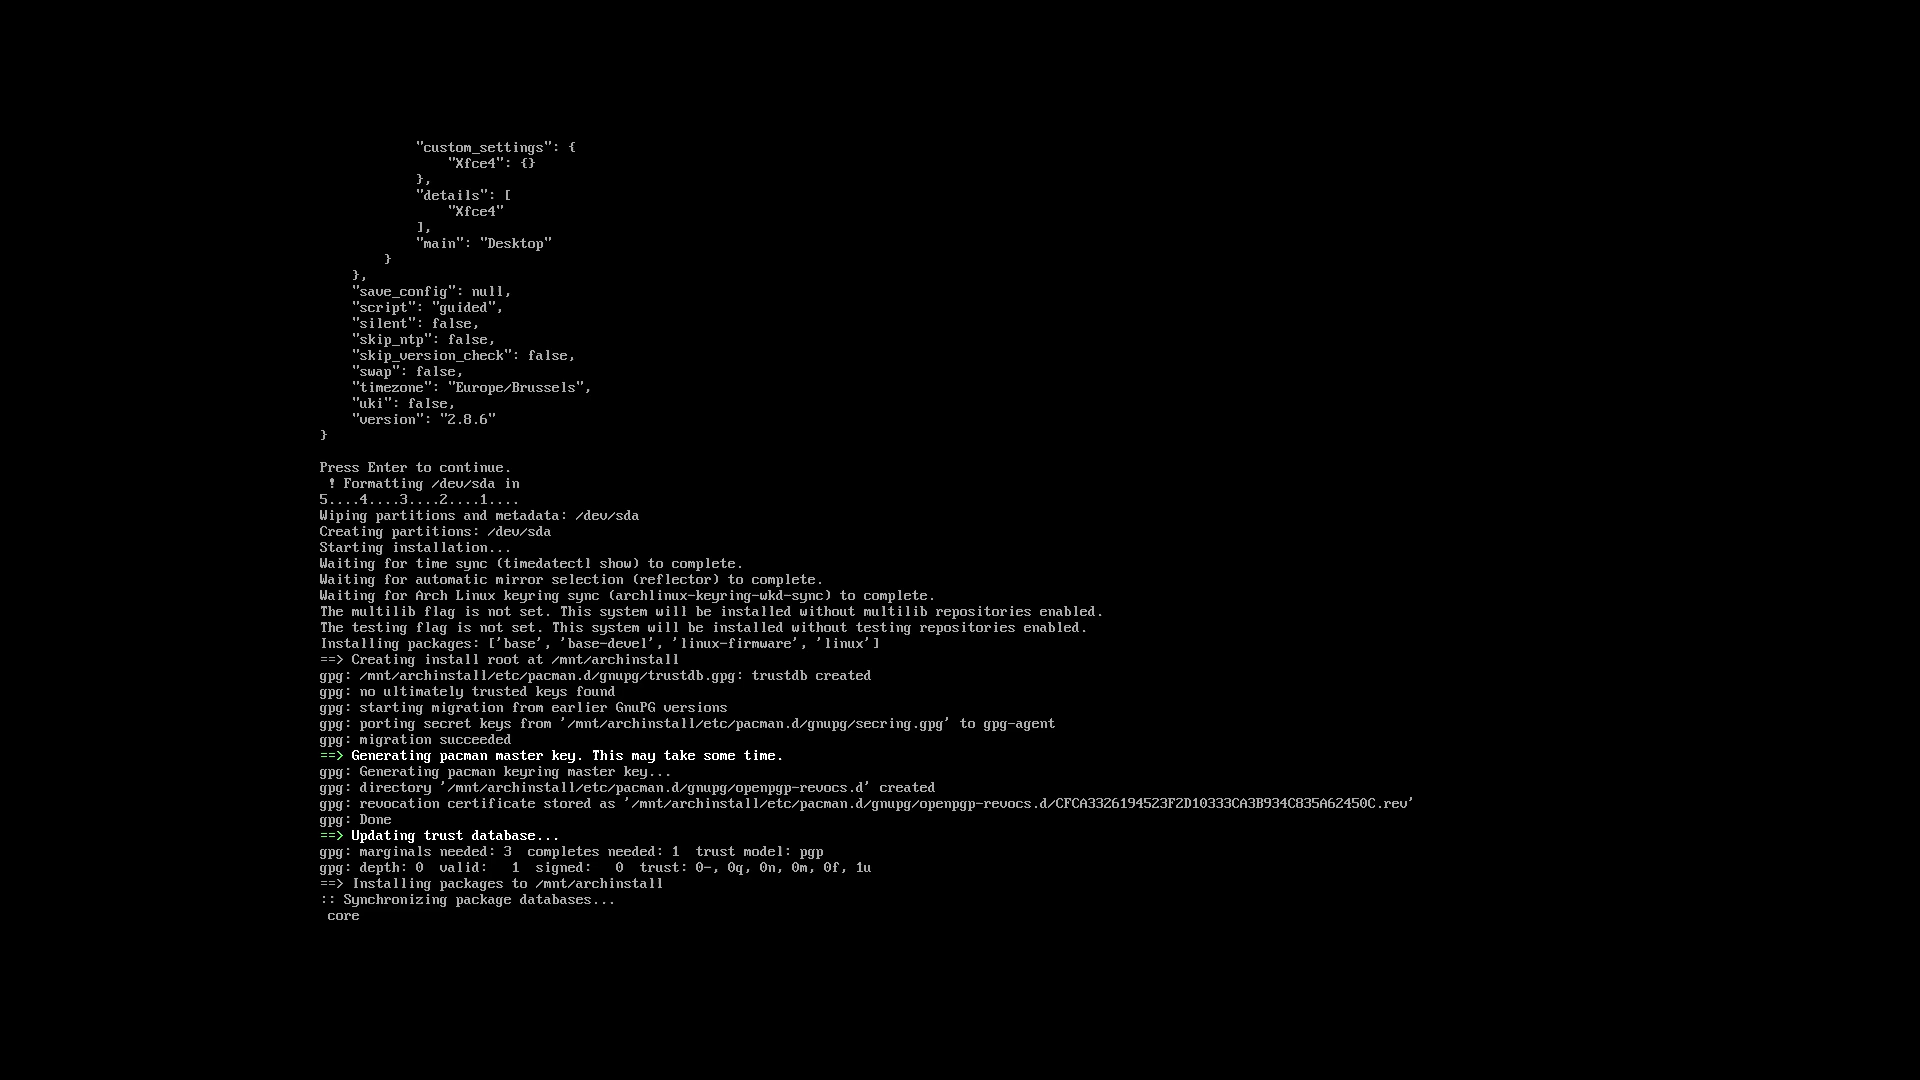 "custom_settings": {
"Xfce4": {}
},
"details": [
"Xfce4"
],
"main": "Desktop"
}
},
"save_config": null,
"script": "guided",
"silent": false,
"skip_ntp": false,
"skip_version_check": false,
"swap": false,
"timezone": "Europe/Brussels",
"uki": false,
"version": "2.8.6"
}
Press Enter to continue.
! Formatting /dev/sda in
5....4....3....2....1....
Wiping partitions and metadata: /dev/sda
Creating partitions: /dev/sda
Starting installation...
Waiting for time sync (timedatectl show) to complete.
Waiting for automatic mirror selection (reflector) to complete.
Waiting for Arch Linux keyring sync (archlinux-keyring-wkd-sync) to complete.
The multilib flag is not set. This system will be installed without multilib repositories enabled.
The testing flag is not set. This system will be installed without testing repositories enabled.
Installing packages: ['base', 'base-devel', 'linux-firmware', 'linux']
==> Creating install root at /mnt/archinstall
gpg: /mnt/archinstall/etc/pacman.d/gnupg/trustdb.gpg: trustdb created
gpg: no ultimately trusted keys found
gpg: starting migration from earlier GnuPG versions
gpg: porting secret keys from '/mnt/archinstall/etc/pacman.d/gnupg/secring.gpg' to gpg-agent
gpg: migration succeeded
==> Generating pacman master key. This may take some time.
gpg: Generating pacman keyring master key...
gpg: directory '/mnt/archinstall/etc/pacman.d/gnupg/openpgp-revocs.d' created
gpg: revocation certificate stored as '/mnt/archinstall/etc/pacman.d/gnupg/openpgp-revocs.d/CFCA3326194523F2D10333CA3B934C835A62450C.rev'
gpg: Done
==> Updating trust database...
gpg: marginals needed: 3  completes needed: 1  trust model: pgp
gpg: depth: 0  valid:   1  signed:   0  trust: 0-, 0q, 0n, 0m, 0f, 1u
==> Installing packages to /mnt/archinstall
:: Synchronizing package databases...
core